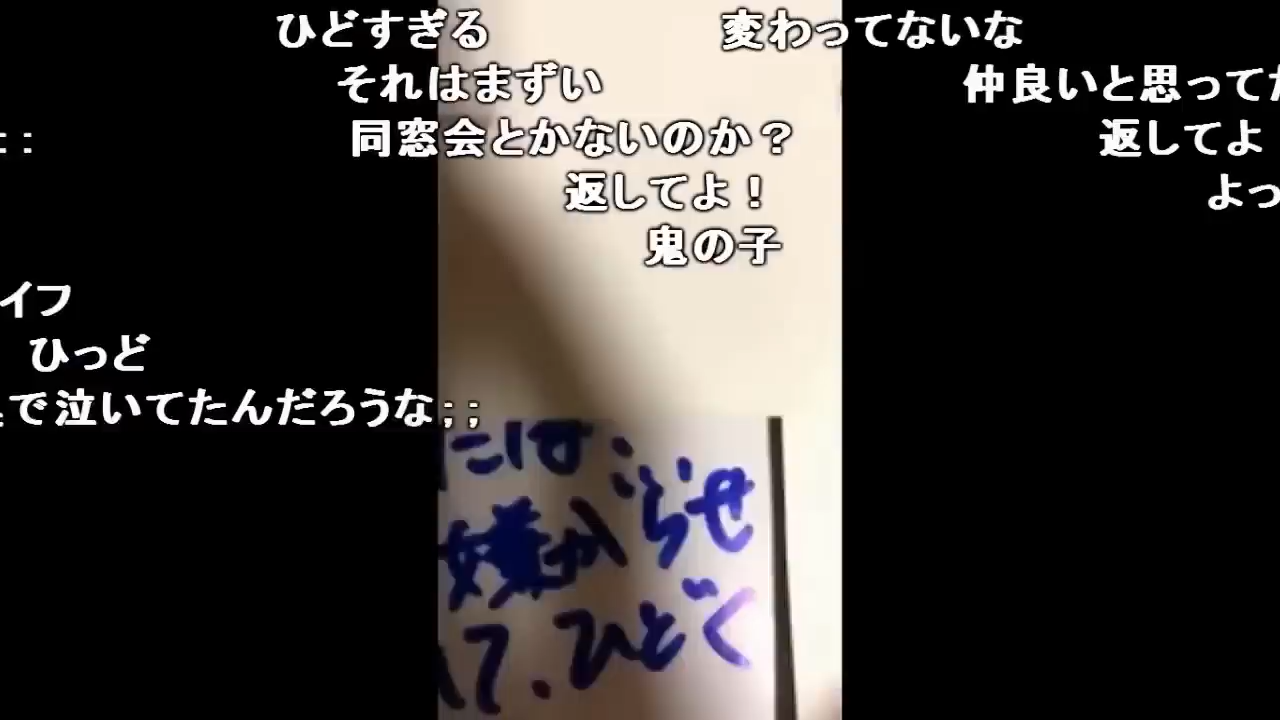 ひどすぎる
変わってないな
それはまずい
仲良いと思ってた
同窓会とかないのか？
返してよ
返してよ！
よっ
鬼の子
イフ
ひっど
で泣いてたんだろうな;;
には…
嫌がらせ
て.ひどく